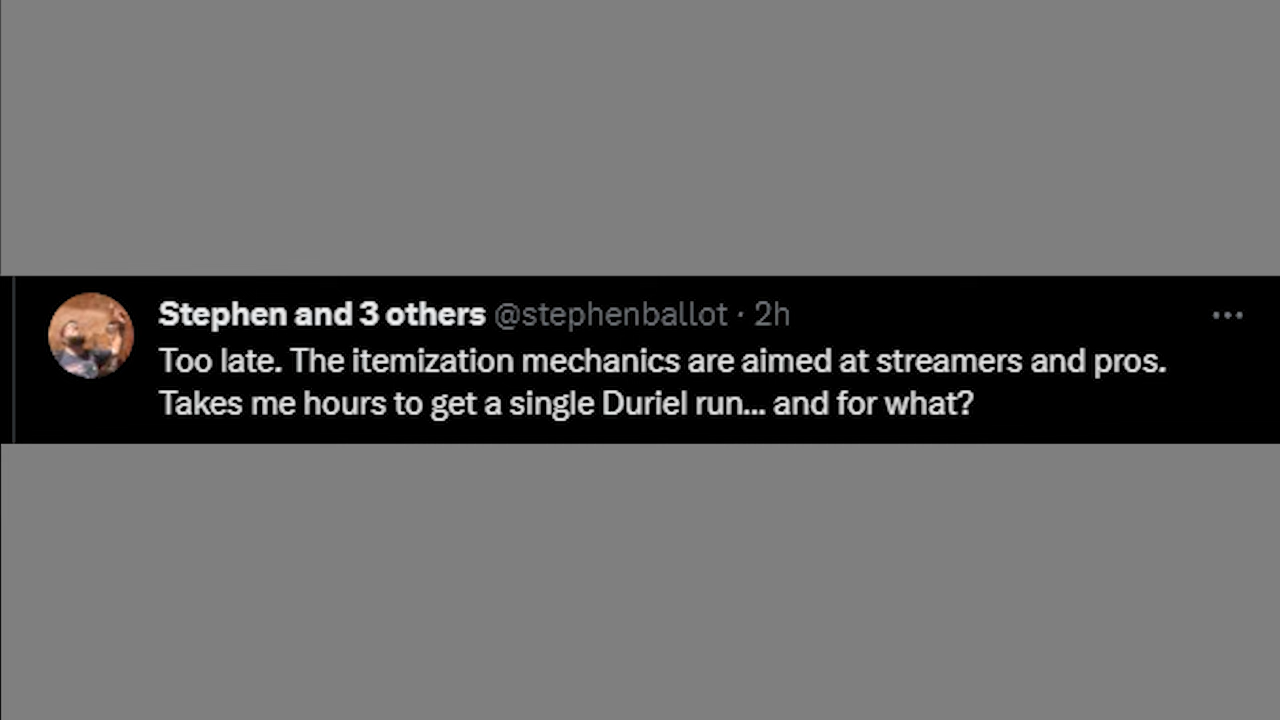 Stephen and 3 others @stephenballot · 2h
Too late. The itemization mechanics are aimed at streamers and pros.
Takes me hours to get a single Duriel run... and for what?